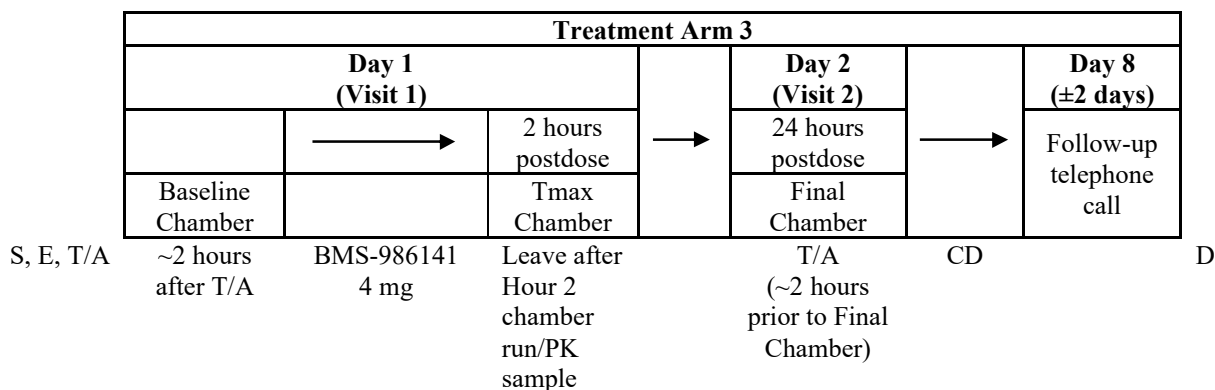 Treatment Arm 3
Day 1
(Visit 1)
Day 2
(Visit 2)
Day 8
(±2 days)
2 hours
postdose
24 hours
postdose
Follow-up
telephone
call
Baseline
Chamber
Tmax
Chamber
Final
Chamber
S, E, T/A
~2 hours
after T/A
BMS-986141
4 mg
Leave after
Hour 2
chamber
run/PK
sample
T/A
(~2 hours
prior to Final
Chamber)
CD
D